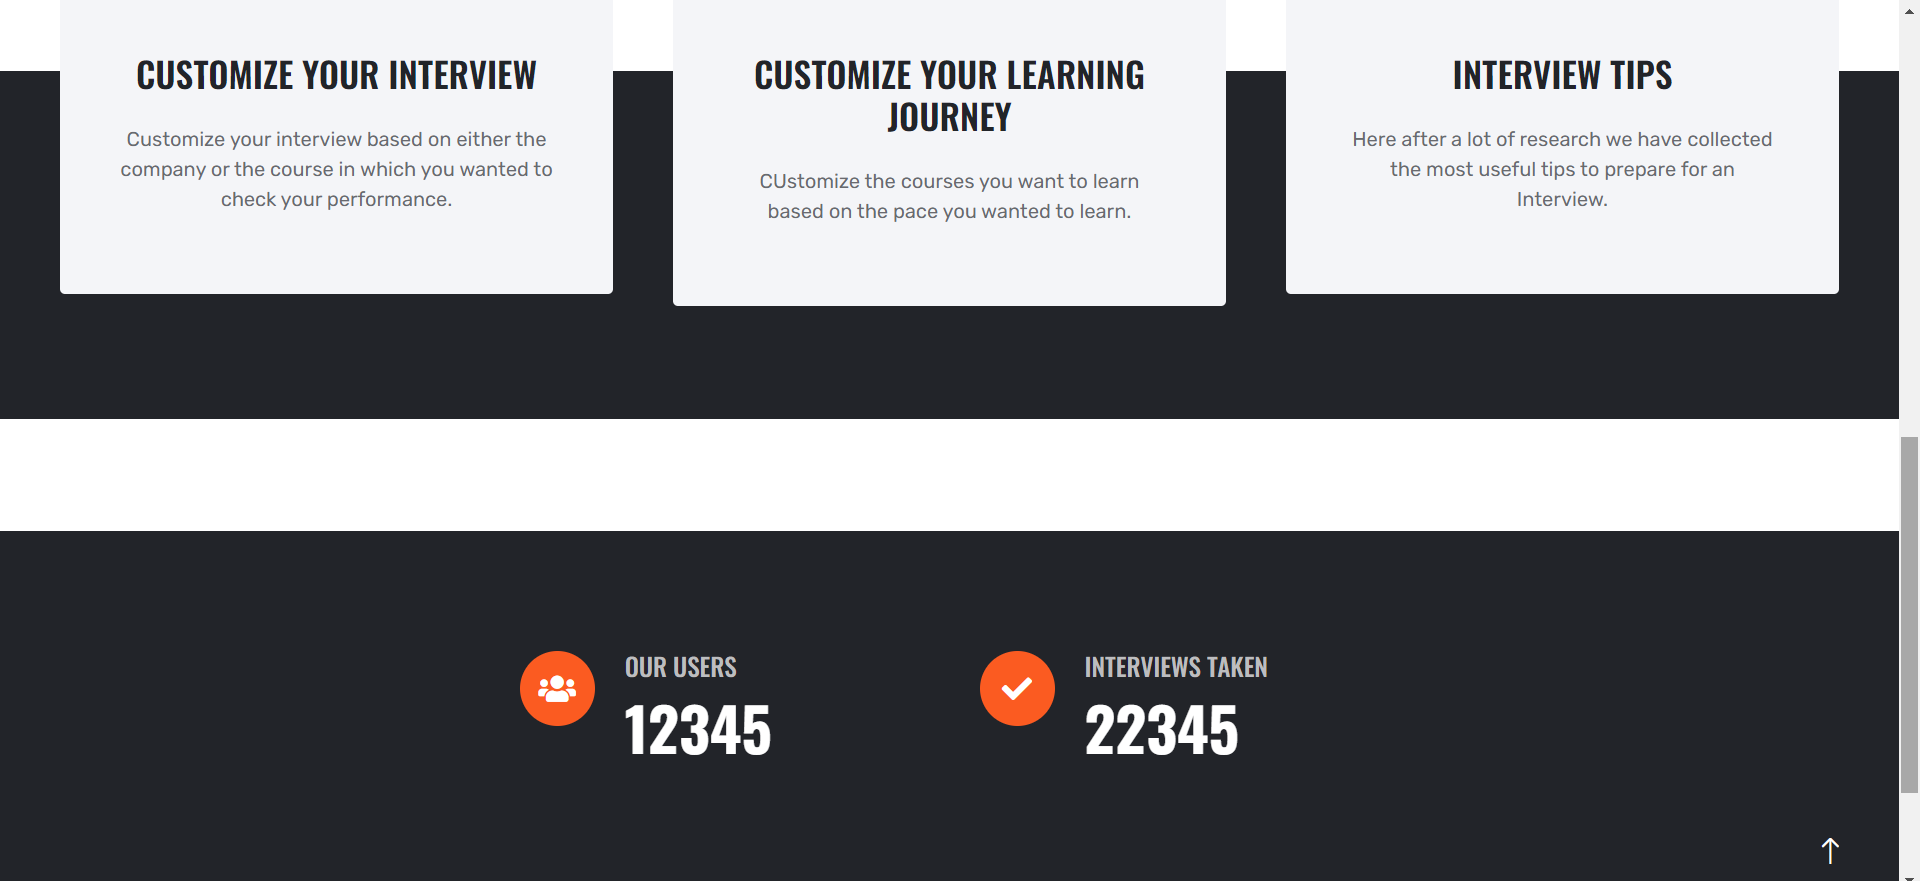 CUSTOMIZE YOUR INTERVIEW
Customize your interview based on either the
company or the course in which you wanted to
check your performance.
CUSTOMIZE YOUR LEARNING
JOURNEY
CUstomize the courses you want to learn
based on the pace you wanted to learn.
INTERVIEW TIPS
Here after a lot of research we have collected
the most useful tips to prepare for an
Interview.
OUR USERS
12345
INTERVIEWS TAKEN
22345